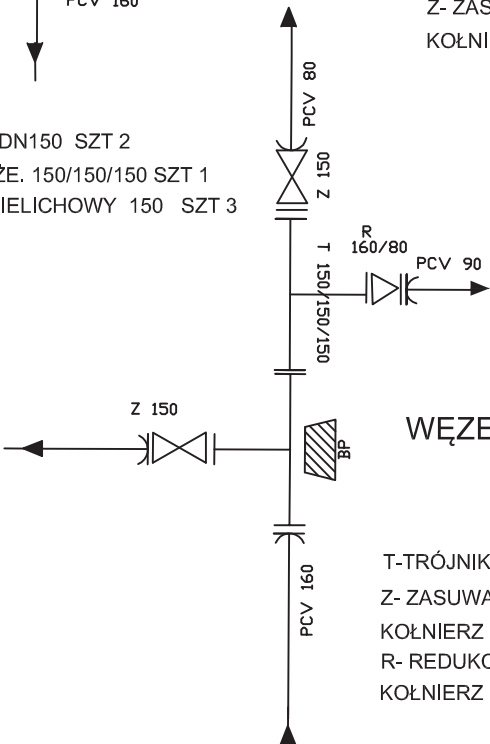 PCV 160
Z- ZAS
KOŁNI
PCV 80
DN150 SZT 2
ŻE. 150/150/150 SZT 1
IELICHOWY 150 SZT 3
Z 150
T 150/150/150
R
160/80
PCV 90
Z 150
BP
WĘZE
PCV 160
T-TRÓJNIK
Z- ZASUWA
KOŁNIERZ
R- REDUKC
KOŁNIERZ